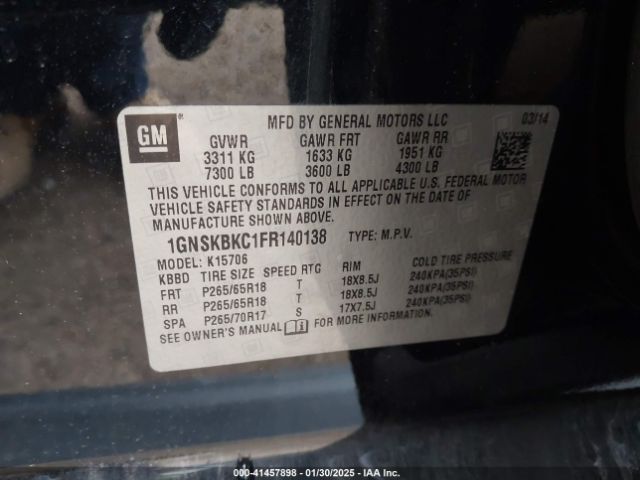 GM
MFD BY GENERAL MOTORS LLC 03/14
GVWR GAWR FRT GAWR RR
3311 KG 1633 KG 1951 KG
7300 LB 3600 LB 4300 LB
THIS VEHICLE CONFORMS TO ALL APPLICABLE U.S. FEDERAL MOTOR
VEHICLE SAFETY STANDARDS IN EFFECT ON THE DATE OF
MANUFACTURE SHOWN ABOVE.
1GNSKBKC1FR140138 TYPE: M.P.V.
MODEL: K15706
KBBD TIRE SIZE SPEED RTG RIM COLD TIRE PRESSURE
FRT P265/65R18 T 18X8.5J 240KPA(35PSI)
RR P265/65R18 T 18X8.5J 240KPA(35PSI)
SPA P265/70R17 S 17X7.5J 240KPA(35PSI)
SEE OWNER'S MANUAL FOR MORE INFORMATION.
000-41457898 - 01/30/2025 - IAA Inc.